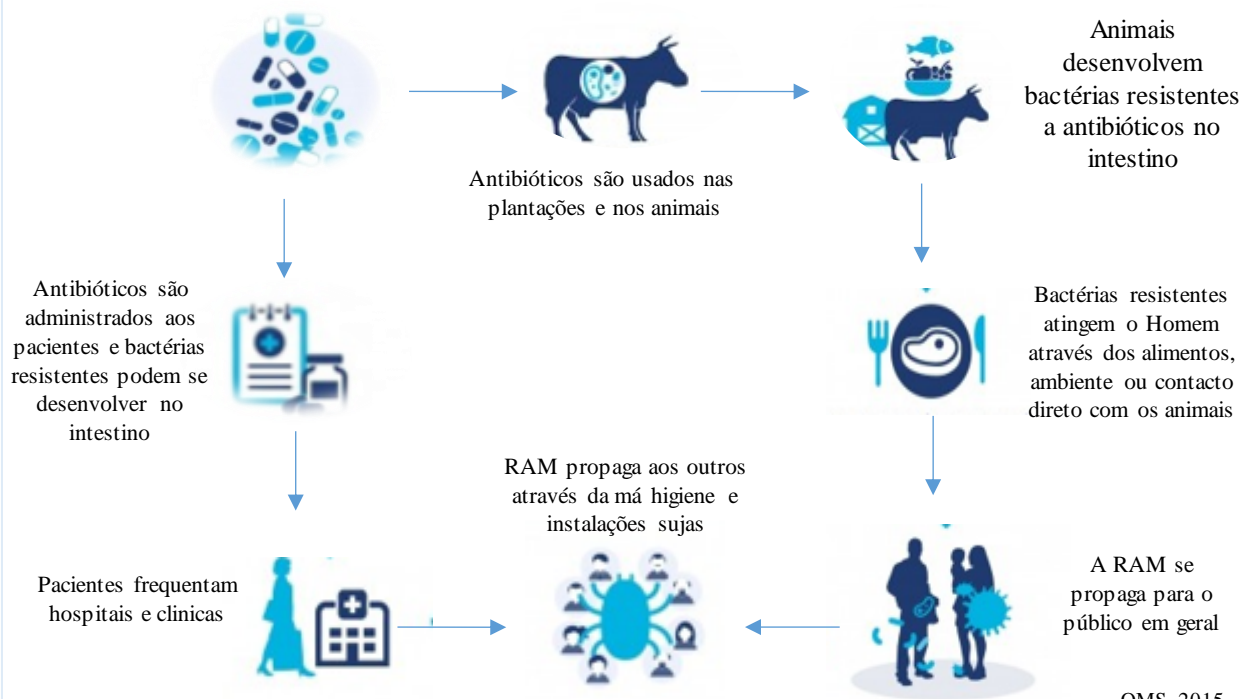 Animais
desenvolvem
bactérias resistentes
a antibióticos no
intestino
Antibióticos são usados nas
plantações e nos animais
Antibióticos são
administrados aos
pacientes e bactérias
resistentes podem se
desenvolver no
intestino
Bactérias resistentes
atingem o Homem
através dos alimentos,
ambiente ou contacto
direto com os animais
RAM propaga aos outros
através da má higiene e
instalações sujas
Pacientes frequentam
hospitais e clinicas
A RAM se
propaga para o
público em geral
OMS, 2015